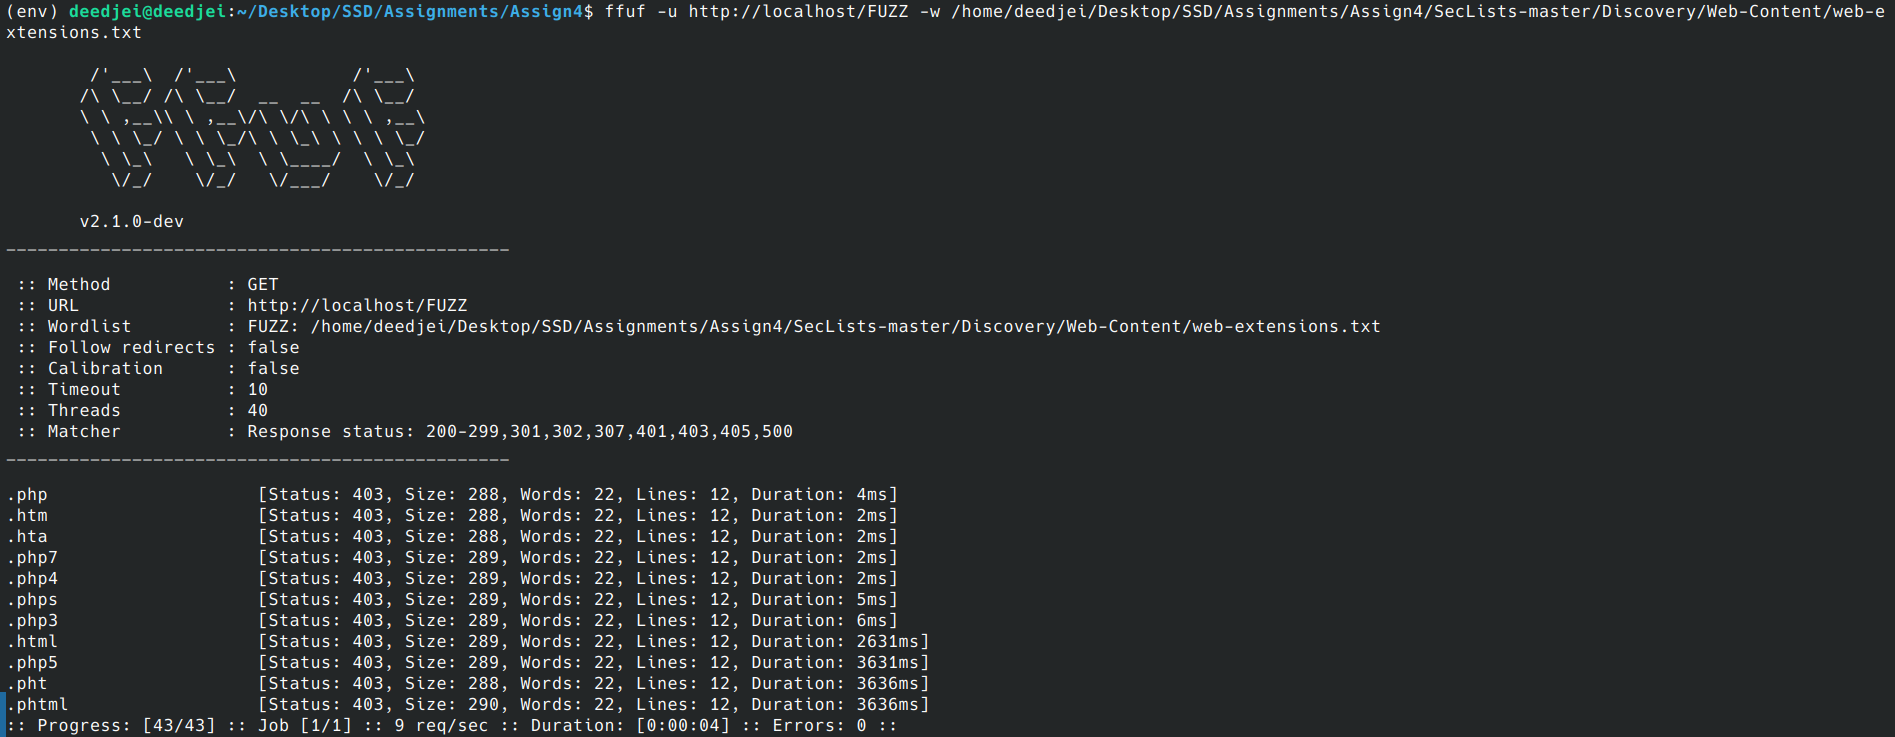 (env) deedjei@deedjei:~/Desktop/SSD/Assignments/Assign4$ ffuf -u http://localhost/FUZZ -w /home/deedjei/Desktop/SSD/Assignments/Assign4/SecLists-master/Discovery/Web-Content/web-e
xtensions.txt

        /'___\  /'___\           /'___\
       /\ \__/ /\ \__/  __  __  /\ \__/
       \ \ ,__\\ \ ,__\/\ \/\ \ \ \ ,__\
        \ \ \_/ \ \ \_/\ \ \_\ \ \ \ \_/
         \ \_\   \ \_\  \ \____/  \ \_\
          \/_/    \/_/   \/___/    \/_/

       v2.1.0-dev
________________________________________________

 :: Method           : GET
 :: URL              : http://localhost/FUZZ
 :: Wordlist         : FUZZ: /home/deedjei/Desktop/SSD/Assignments/Assign4/SecLists-master/Discovery/Web-Content/web-extensions.txt
 :: Follow redirects : false
 :: Calibration      : false
 :: Timeout          : 10
 :: Threads          : 40
 :: Matcher          : Response status: 200-299,301,302,307,401,403,405,500
________________________________________________

.php                    [Status: 403, Size: 288, Words: 22, Lines: 12, Duration: 4ms]
.htm                    [Status: 403, Size: 288, Words: 22, Lines: 12, Duration: 2ms]
.hta                    [Status: 403, Size: 288, Words: 22, Lines: 12, Duration: 2ms]
.php7                   [Status: 403, Size: 289, Words: 22, Lines: 12, Duration: 2ms]
.php4                   [Status: 403, Size: 289, Words: 22, Lines: 12, Duration: 2ms]
.phps                   [Status: 403, Size: 289, Words: 22, Lines: 12, Duration: 5ms]
.php3                   [Status: 403, Size: 289, Words: 22, Lines: 12, Duration: 6ms]
.html                   [Status: 403, Size: 289, Words: 22, Lines: 12, Duration: 2631ms]
.php5                   [Status: 403, Size: 289, Words: 22, Lines: 12, Duration: 3631ms]
.pht                    [Status: 403, Size: 288, Words: 22, Lines: 12, Duration: 3636ms]
.phtml                  [Status: 403, Size: 290, Words: 22, Lines: 12, Duration: 3636ms]
:: Progress: [43/43] :: Job [1/1] :: 9 req/sec :: Duration: [0:00:04] :: Errors: 0 ::